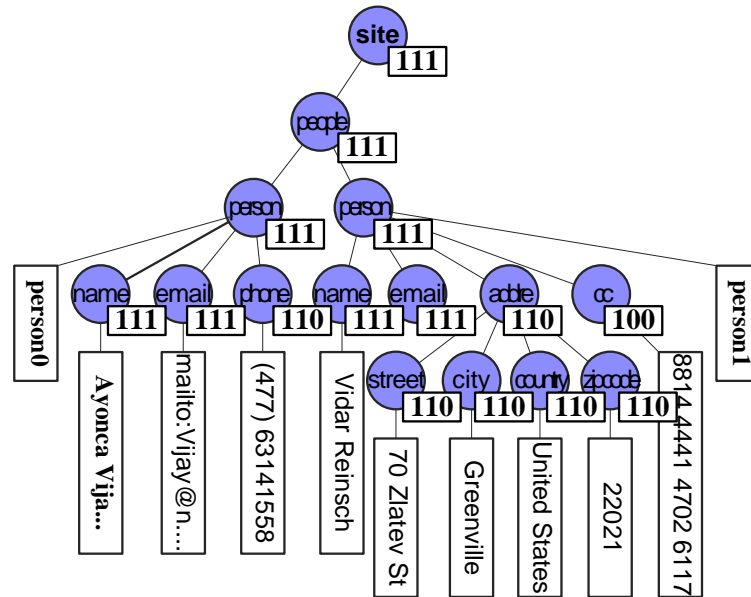 site
111
people
111
person
111
person
111
person0
name
111
email
111
phone
110
name
111
email
111
addre
110
cc
100
person1
Ayonca Vija...
mailto:Vijay@n....
(477) 63141558
Vidar Reinsch
street
110
city
110
country
110
zipcode
110
8814 4441 4702 6117
70 Zlatev St
Greenville
United States
22021